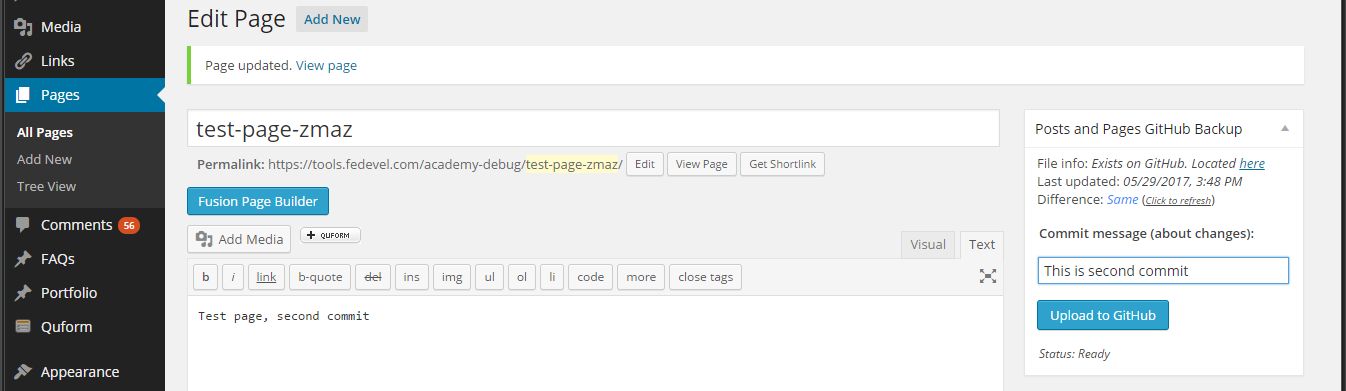 Media
Links
Pages
All Pages
Add New
Tree View
Comments 56
FAQs
Portfolio
Quform
Appearance
Edit Page Add New
Page updated. View page
test-page-zmaz
Permalink: https://tools.fedevel.com/academy-debug/test-page-zmaz/ Edit View Page Get Shortlink
Fusion Page Builder
Add Media + QUFORM Visual Text
b i link b-quote del ins img ul ol li code more close tags
Test page, second commit
Posts and Pages GitHub Backup
File info: Exists on GitHub. Located here
Last updated: 05/29/2017, 3:48 PM
Difference: Same (Click to refresh)
Commit message (about changes):
This is second commit
Upload to GitHub
Status: Ready